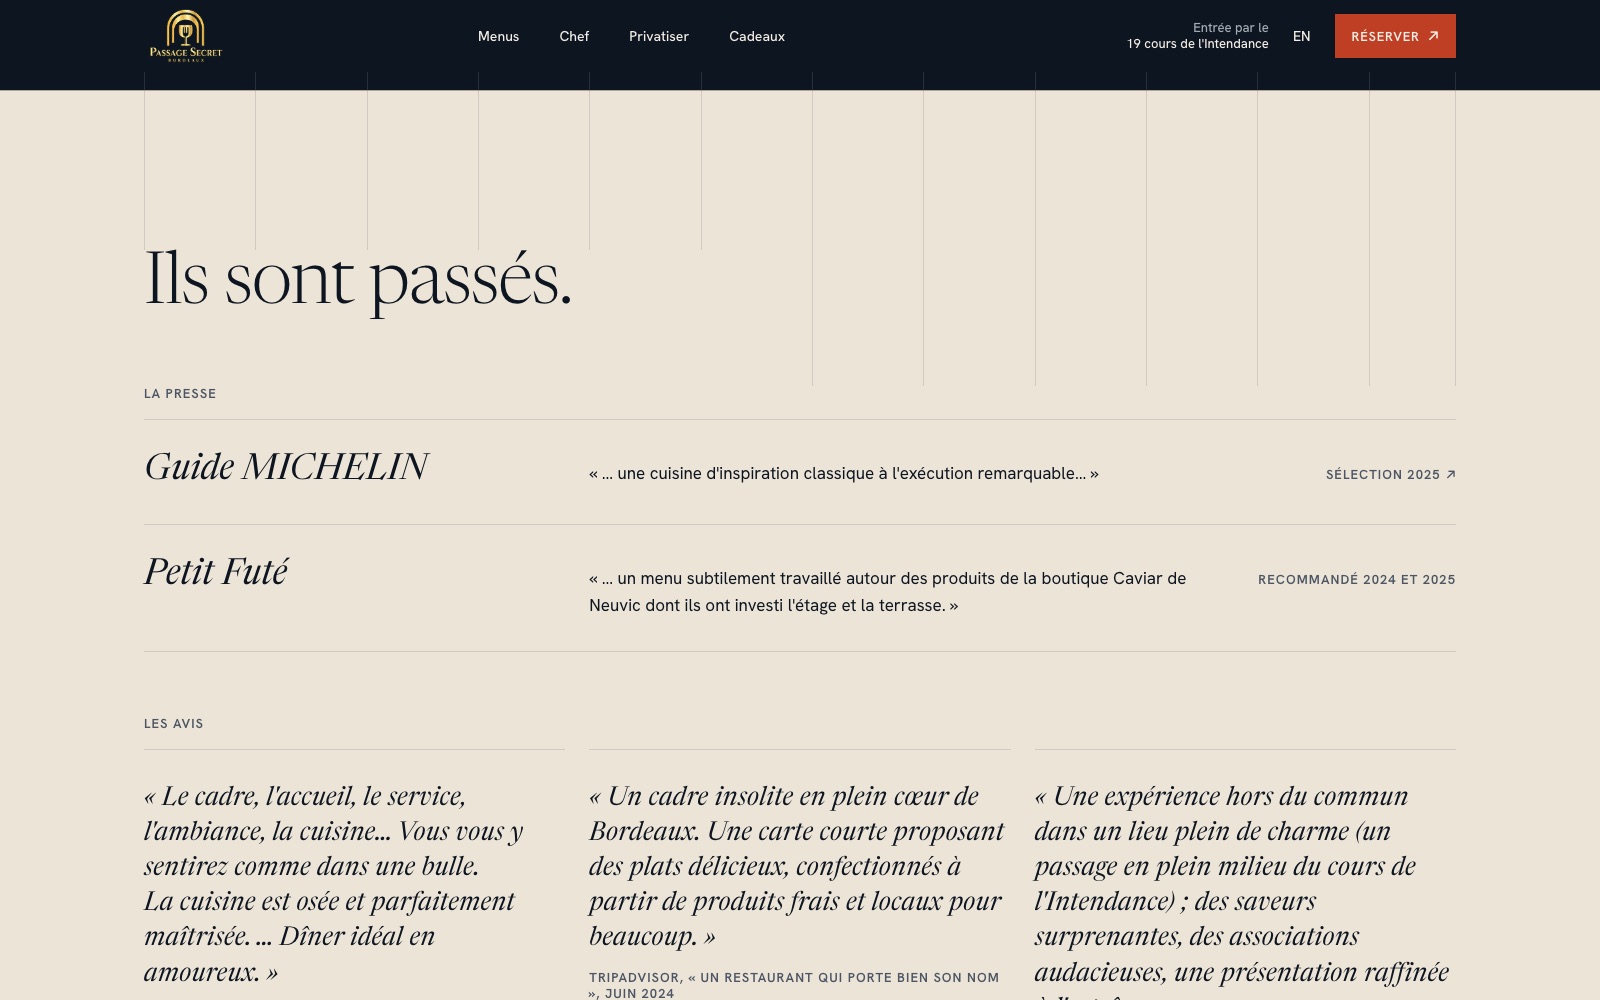 PASSAGE SECRET
BORDEAUX
Menus
Chef
Privatiser
Cadeaux
Entrée par le
19 cours de l'Intendance
EN
RÉSERVER
Ils sont passés.
LA PRESSE
Guide MICHELIN
« ... une cuisine d'inspiration classique à l'exécution remarquable... »
SÉLECTION 2025
Petit Futé
« ... un menu subtilement travaillé autour des produits de la boutique Caviar de
Neuvic dont ils ont investi l'étage et la terrasse. »
RECOMMANDÉ 2024 ET 2025
LES AVIS
« Le cadre, l'accueil, le service,
l'ambiance, la cuisine... Vous vous y
sentirez comme dans une bulle.
La cuisine est osée et parfaitement
maîtrisée. ... Dîner idéal en
amoureux. »
« Un cadre insolite en plein cœur de
Bordeaux. Une carte courte proposant
des plats délicieux, confectionnés à
partir de produits frais et locaux pour
beaucoup. »
TRIPADVISOR, « UN RESTAURANT QUI PORTE BIEN SON NOM
», JUIN 2024
« Une expérience hors du commun
dans un lieu plein de charme (un
passage en plein milieu du cours de
l'Intendance) ; des saveurs
surprenantes, des associations
audacieuses, une présentation raffinée